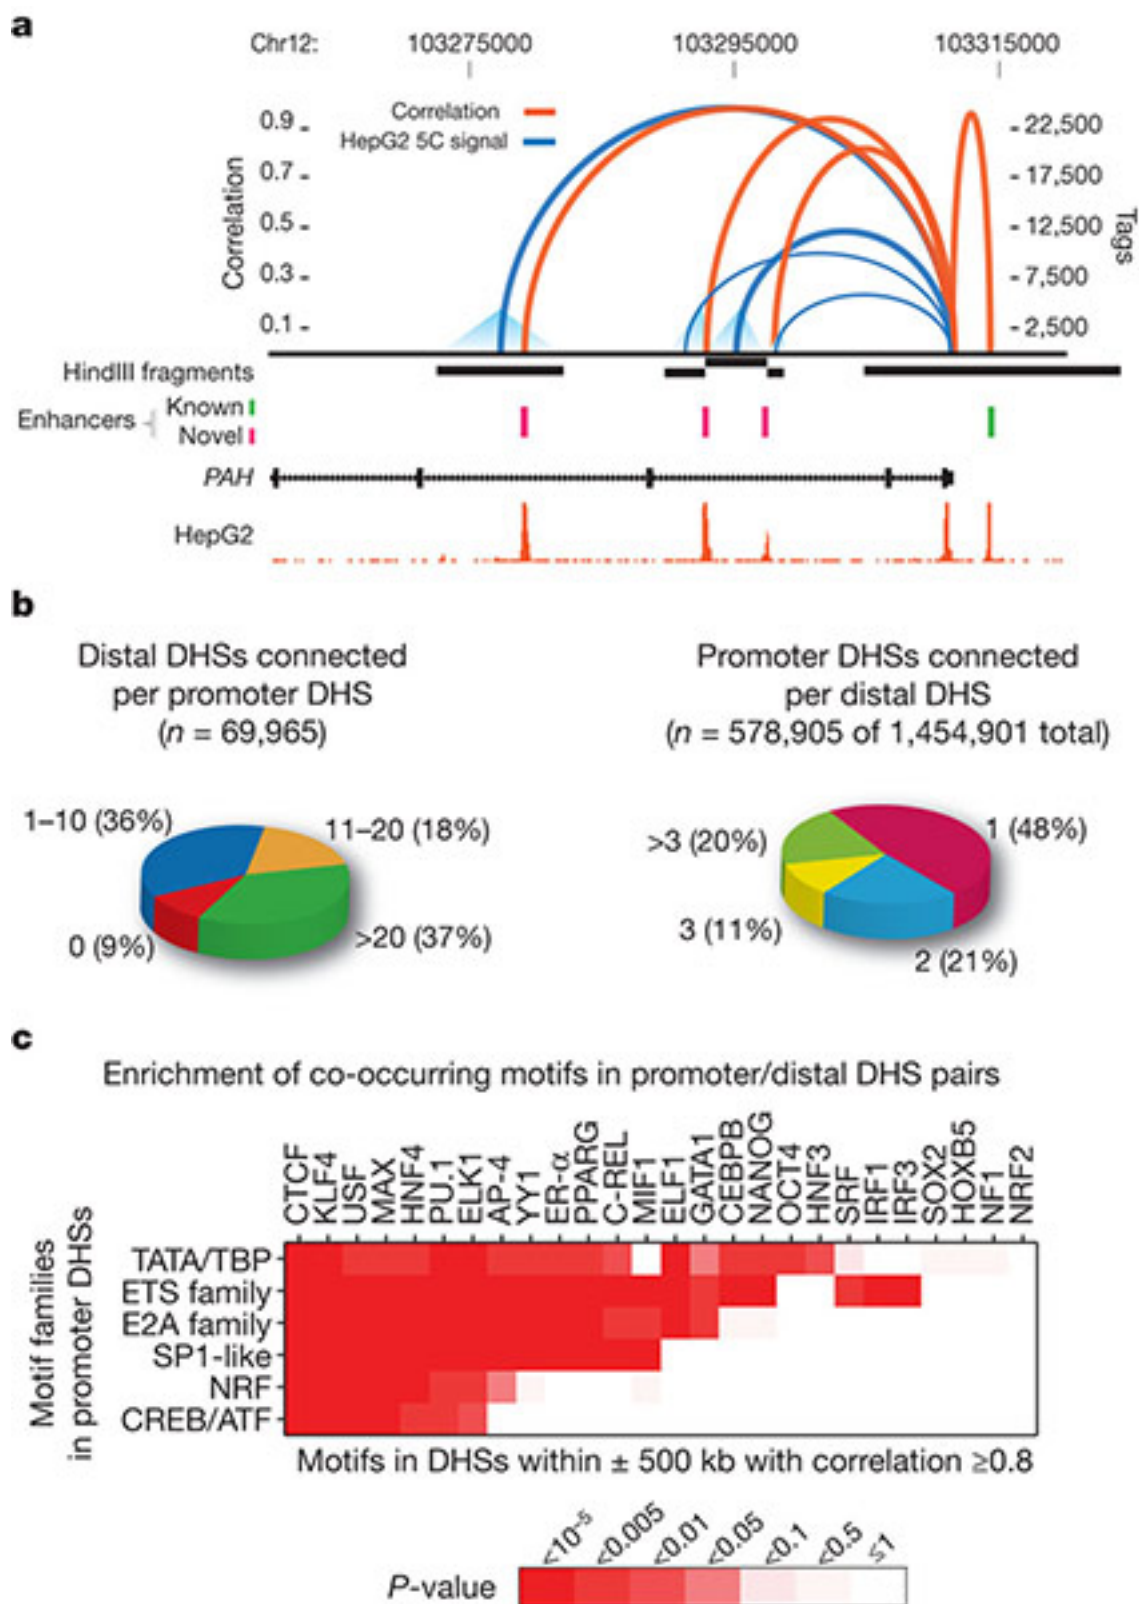 a
Chr12: 103275000 103295000 103315000
Correlation
HepG2 5C signal
Correlation
0.9
0.7
0.5
0.3
0.1
22,500
17,500
12,500
7,500
2,500
Tags
HindIII fragments
Enhancers
Known
Novel
PAH
HepG2
b
Distal DHSs connected
per promoter DHS
(n = 69,965)
1–10 (36%)
11–20 (18%)
0 (9%)
>20 (37%)
Promoter DHSs connected
per distal DHS
(n = 578,905 of 1,454,901 total)
>3 (20%)
1 (48%)
3 (11%)
2 (21%)
c
Enrichment of co-occurring motifs in promoter/distal DHS pairs
CTCF
KLF4
USF
MAX
HNF4
PU.1
ELK1
AP-4
YY1
ER-α
PPARG
C-REL
MIF1
ELF1
GATA1
CEBPB
NANOG
OCT4
HNF3
SRF
IRF1
IRF3
SOX2
HOXB5
NF1
NRF2
Motif families
in promoter DHSs
TATA/TBP
ETS family
E2A family
SP1-like
NRF
CREB/ATF
Motifs in DHSs within ± 500 kb with correlation ≥0.8
P-value
<10⁻⁵
<0.005
<0.01
<0.05
<0.1
<0.5
≤1